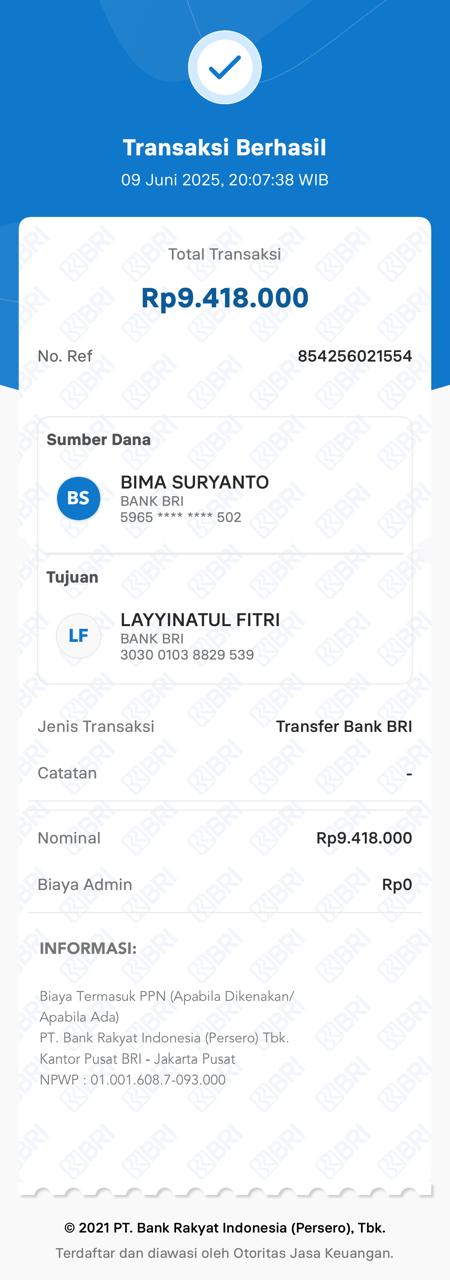 Transaksi Berhasil
09 Juni 2025, 20:07:38 WIB
Total Transaksi
Rp9.418.000
No. Ref 854256021554
Sumber Dana
BS
BIMA SURYANTO
BANK BRI
5965 **** **** 502
Tujuan
LF
LAYYINATUL FITRI
BANK BRI
3030 0103 8829 539
Jenis Transaksi Transfer Bank BRI
Catatan -
Nominal Rp9.418.000
Biaya Admin Rp0
INFORMASI:
Biaya Termasuk PPN (Apabila Dikenakan/
Apabila Ada)
PT. Bank Rakyat Indonesia (Persero) Tbk.
Kantor Pusat BRI - Jakarta Pusat
NPWP : 01.001.608.7-093.000
© 2021 PT. Bank Rakyat Indonesia (Persero), Tbk.
Terdaftar dan diawasi oleh Otoritas Jasa Keuangan.